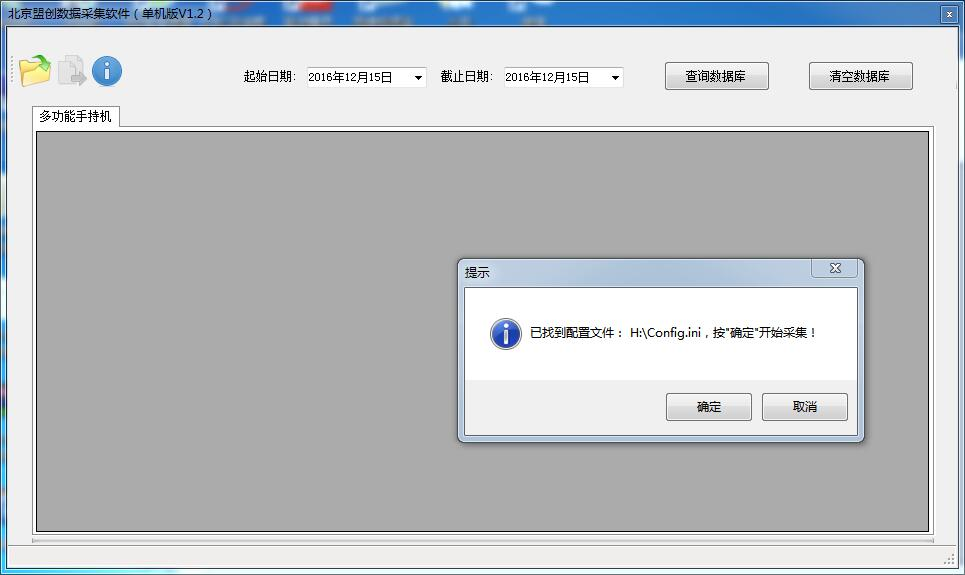 北京盟创数据采集软件（单机版V1.2）
起始日期: 2016年12月15日 截止日期: 2016年12月15日 查询数据库 清空数据库
多功能手持机
提示
已找到配置文件： H:\Config.ini，按"确定"开始采集！
确定 取消